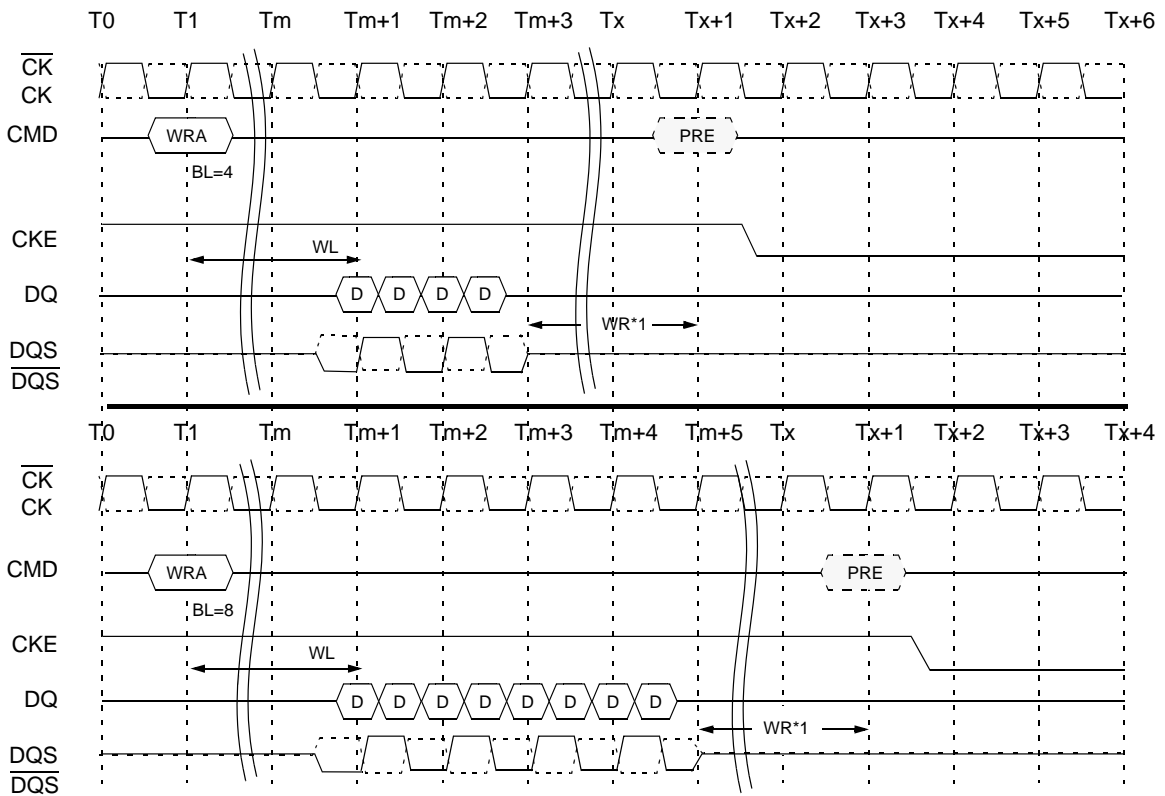 T0 T1 Tm Tm+1 Tm+2 Tm+3 Tx Tx+1 Tx+2 Tx+3 Tx+4 Tx+5 Tx+6
CK
CK
CMD WRA PRE
BL=4
CKE
WL
DQ D D D D
WR*1
DQS
DQS
T0 T1 Tm Tm+1 Tm+2 Tm+3 Tm+4 Tm+5 Tx Tx+1 Tx+2 Tx+3 Tx+4
CK
CK
CMD WRA PRE
BL=8
CKE
WL
DQ D D D D D D D D
WR*1
DQS
DQS